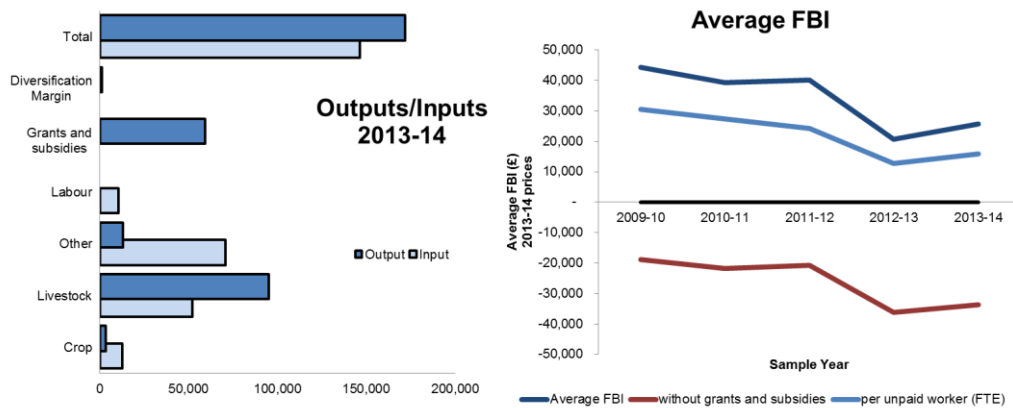 Total
Diversification
Margin
Grants and
subsidies
Labour
Other
Livestock
Crop
0
50,000
100,000
150,000
200,000
Outputs/Inputs
2013-14
Output
Input
Average FBI
Average FBI (£)
2013-14 prices
50,000
40,000
30,000
20,000
10,000
-
-10,000
-20,000
-30,000
-40,000
-50,000
2009-10
2010-11
2011-12
2012-13
2013-14
Sample Year
Average FBI
without grants and subsidies
per unpaid worker (FTE)